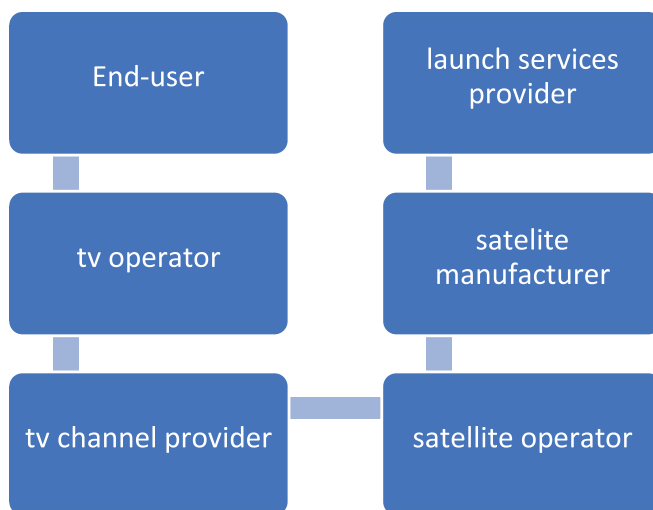 End-user
tv operator
tv channel provider
satellite operator
satelite
manufacturer
launch services
provider